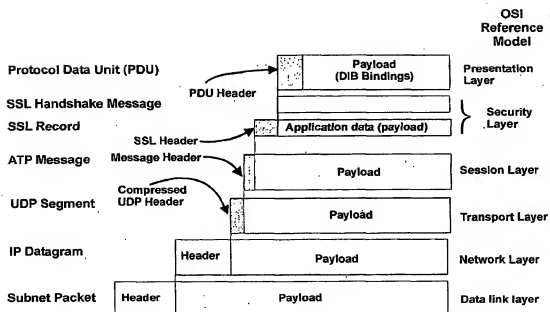 OSI
Reference
Model
Protocol Data Unit (PDU)
Payload
(DIB Bindings)
Presentation
Layer
PDU Header
SSL Handshake Message
Security
Layer
SSL Record
Application data (payload)
SSL Header
ATP Message
Message Header
Payload
Session Layer
Compressed
UDP Header
UDP Segment
Payload
Transport Layer
IP Datagram
Header
Payload
Network Layer
Subnet Packet
Header
Payload
Data link layer